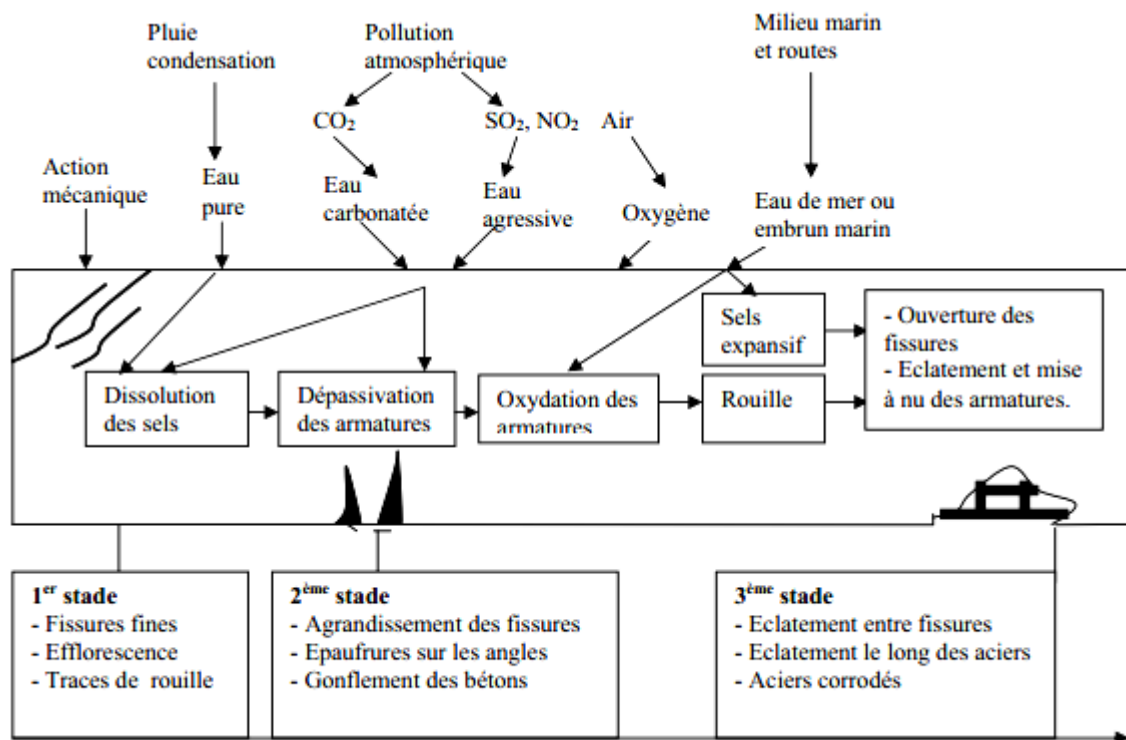 Pluie
condensation
Pollution
atmosphérique
Milieu marin
et routes
CO₂
SO₂, NO₂
Air
Action
mécanique
Eau
pure
Eau
carbonatée
Eau
agressive
Oxygène
Eau de mer ou
embrun marin
Sels
expansif
- Ouverture des
fissures
- Eclatement et mise
à nu des armatures.
Dissolution
des sels
Dépassivation
des armatures
Oxydation des
armatures
Rouille
1er stade
- Fissures fines
- Efflorescence
- Traces de rouille
2ème stade
- Agrandissement des fissures
- Epaufrures sur les angles
- Gonflement des bétons
3ème stade
- Eclatement entre fissures
- Eclatement le long des aciers
- Aciers corrodés